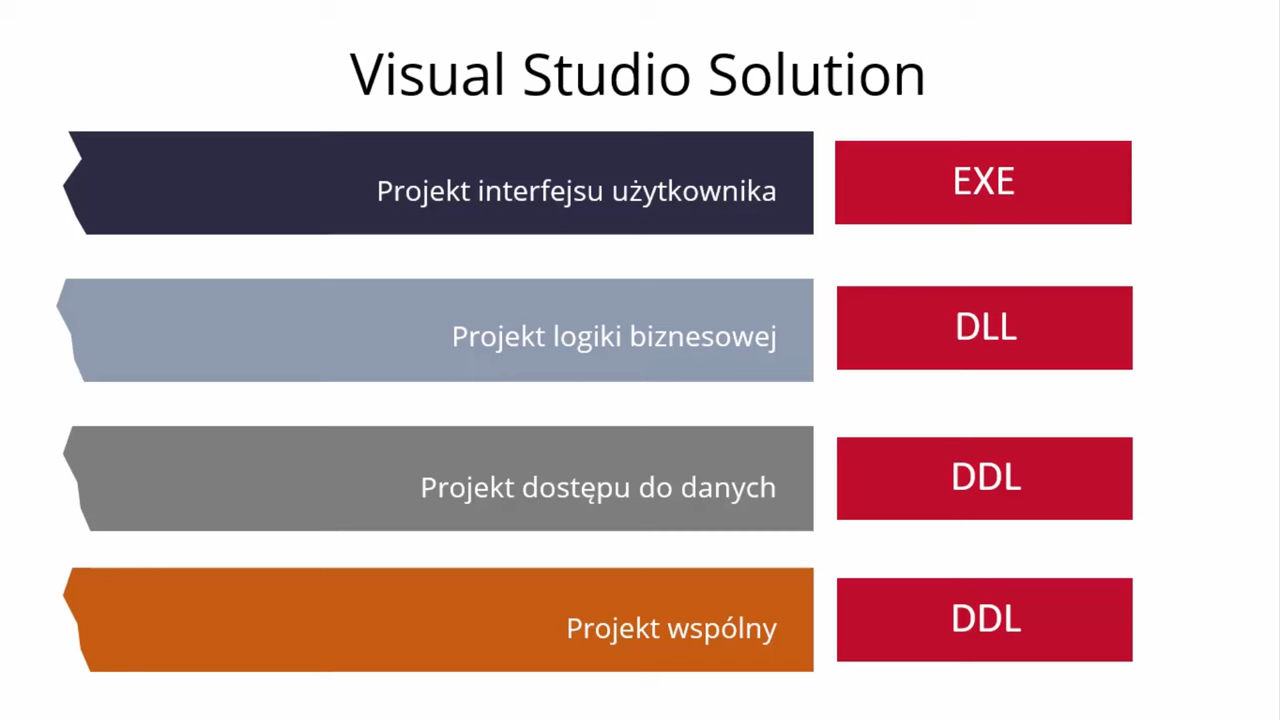 Visual Studio Solution
Projekt interfejsu użytkownika
EXE
Projekt logiki biznesowej
DLL
Projekt dostępu do danych
DDL
Projekt wspólny
DDL